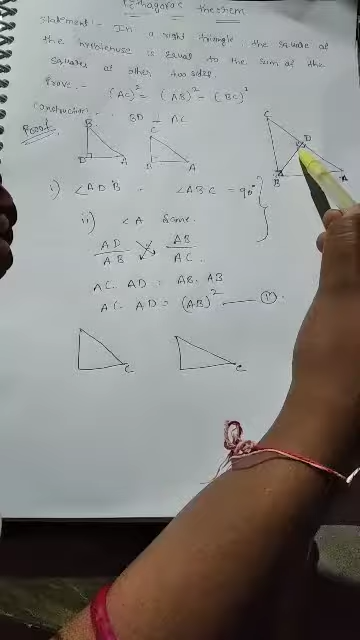 Pythagorac theorem
Statement:- In a right triangle, the square of
the hypotenuse is equal to the sum of the
squares of other two sides.
Prove:- (AC)² = (AB)² - (BC)²
Construction BD ⊥ AC
Proof:
B
D A
C
A
C
D
B A
i) ∠ADB = ∠ABC = 90°
ii) ∠A same
AD/AB AB/AC
AC. AD = AB. AB
AC. AD = (AB)² —— (i)
C C